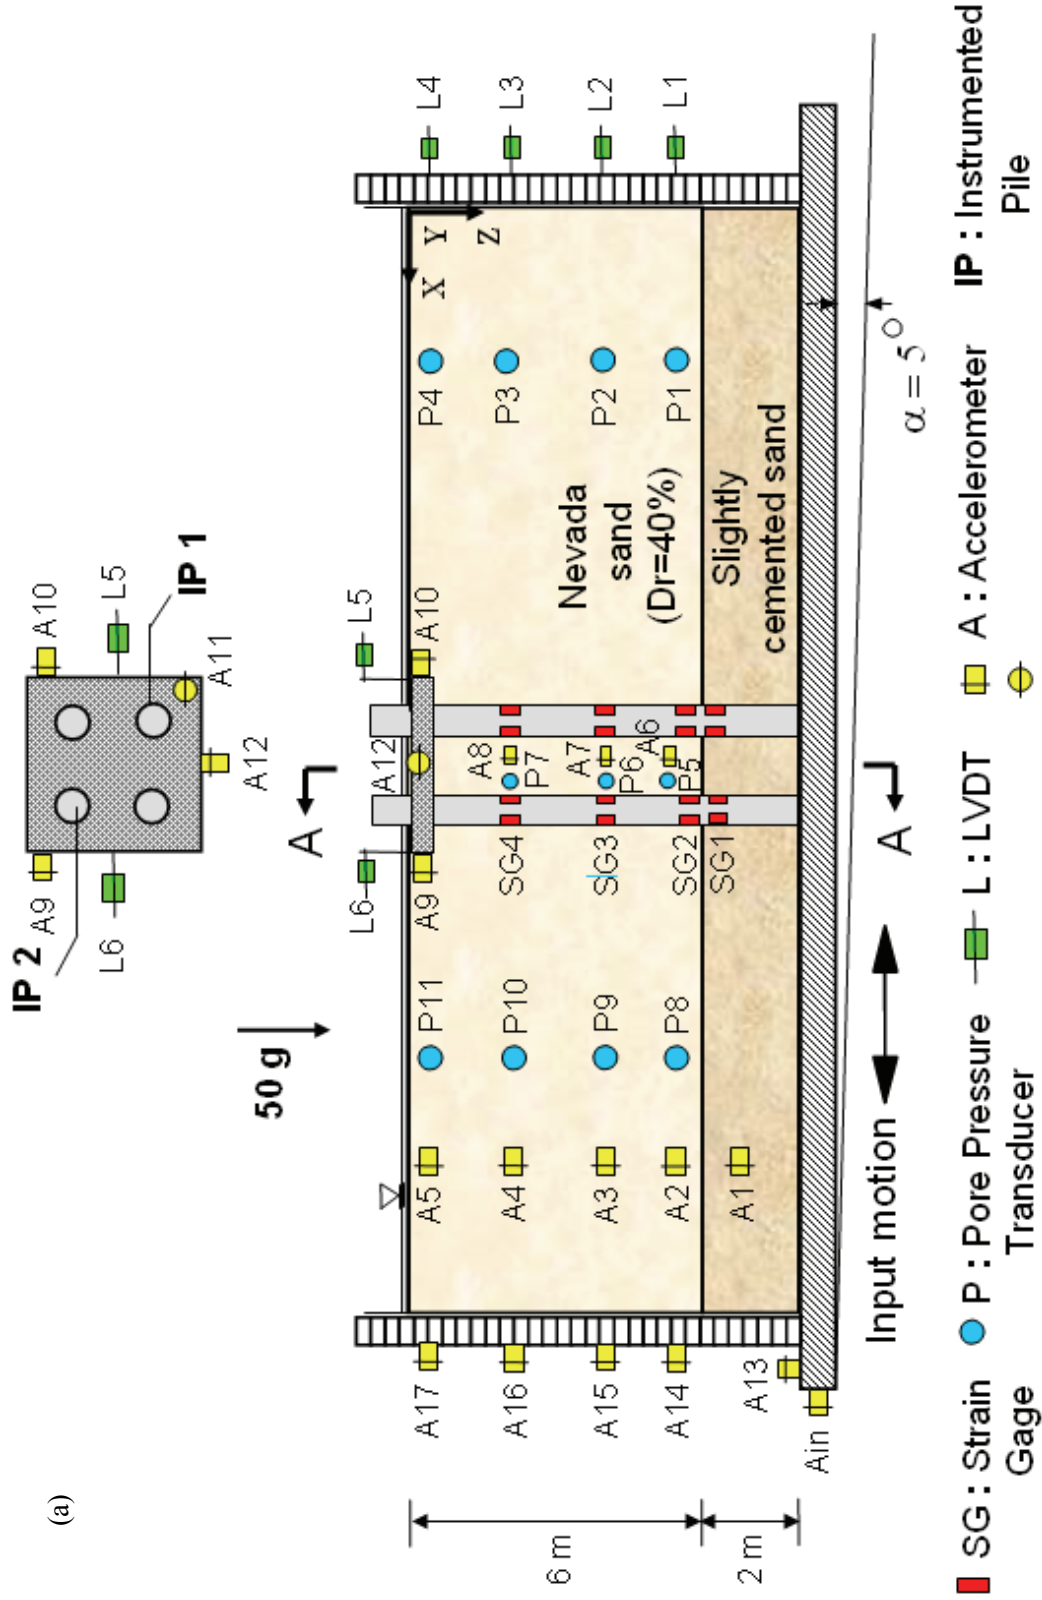 (a)
IP 2
A9
A10
L6
L5
IP 1
A11
A12
50 g
A
A12
L6
L5
A9
A10
X
Y
Z
A17
A5
P11
P4
L4
A16
A4
P10
SG4
A8
P7
P3
L3
A15
A3
P9
SG3
A7
P6
P2
L2
A14
A2
P8
SG2
A6
P5
P1
L1
A13
A1
SG1
Ain
6 m
2 m
Nevada
sand
(Dr=40%)
Slightly
cemented sand
Input motion
A
α = 5°
SG : Strain
Gage
P : Pore Pressure
Transducer
L : LVDT
A : Accelerometer
IP : Instrumented
Pile